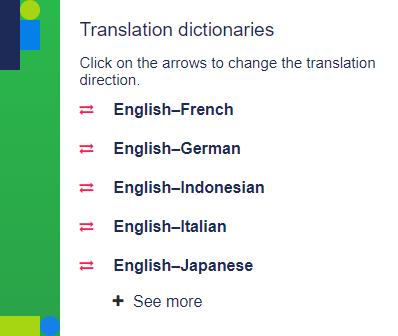 Translation dictionaries
Click on the arrows to change the translation
direction.
English–French
English–German
English–Indonesian
English–Italian
English–Japanese
See more